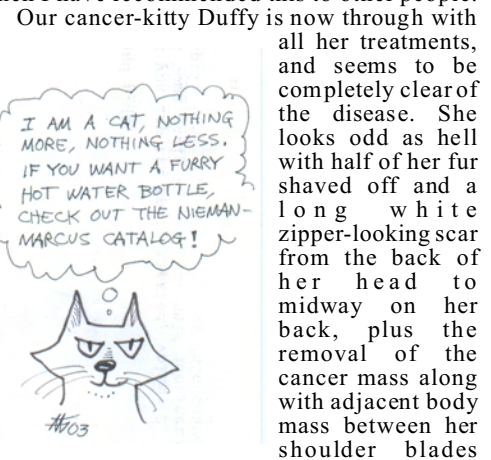 I have recommended this to other people.
Our cancer-kitty Duffy is now through with
all her treatments,
and seems to be
completely clear of
the disease. She
looks odd as hell
with half of her fur
shaved off and a
long white
zipper-looking scar
from the back of
her head to
midway on her
back, plus the
removal of the
cancer mass along
with adjacent body
mass between her
shoulder blades
I AM A CAT, NOTHING
MORE, NOTHING LESS.
IF YOU WANT A FURRY
HOT WATER BOTTLE,
CHECK OUT THE NIEMAN-
MARCUS CATALOG!
03